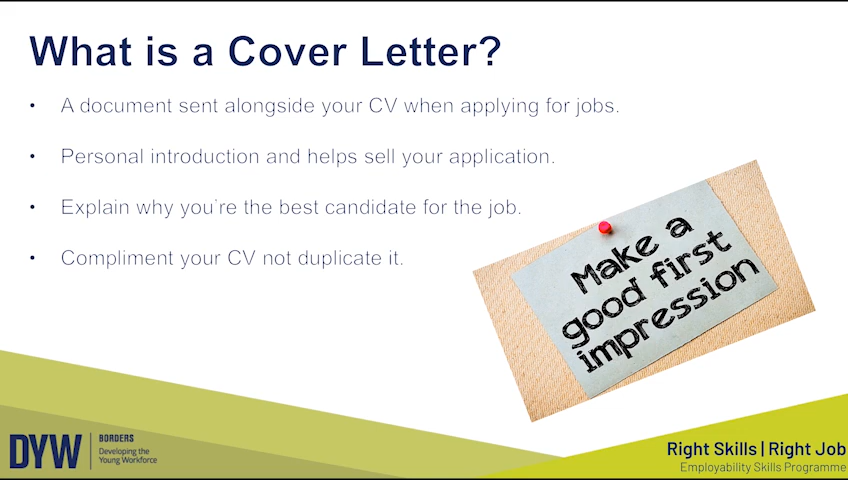 What is a Cover Letter?
• A document sent alongside your CV when applying for jobs.
• Personal introduction and helps sell your application.
• Explain why you're the best candidate for the job.
• Compliment your CV not duplicate it.
Make a
good first
impression
DYW
BORDERS
Developing the
Young Workforce
Right Skills | Right Job
Employability Skills Programme